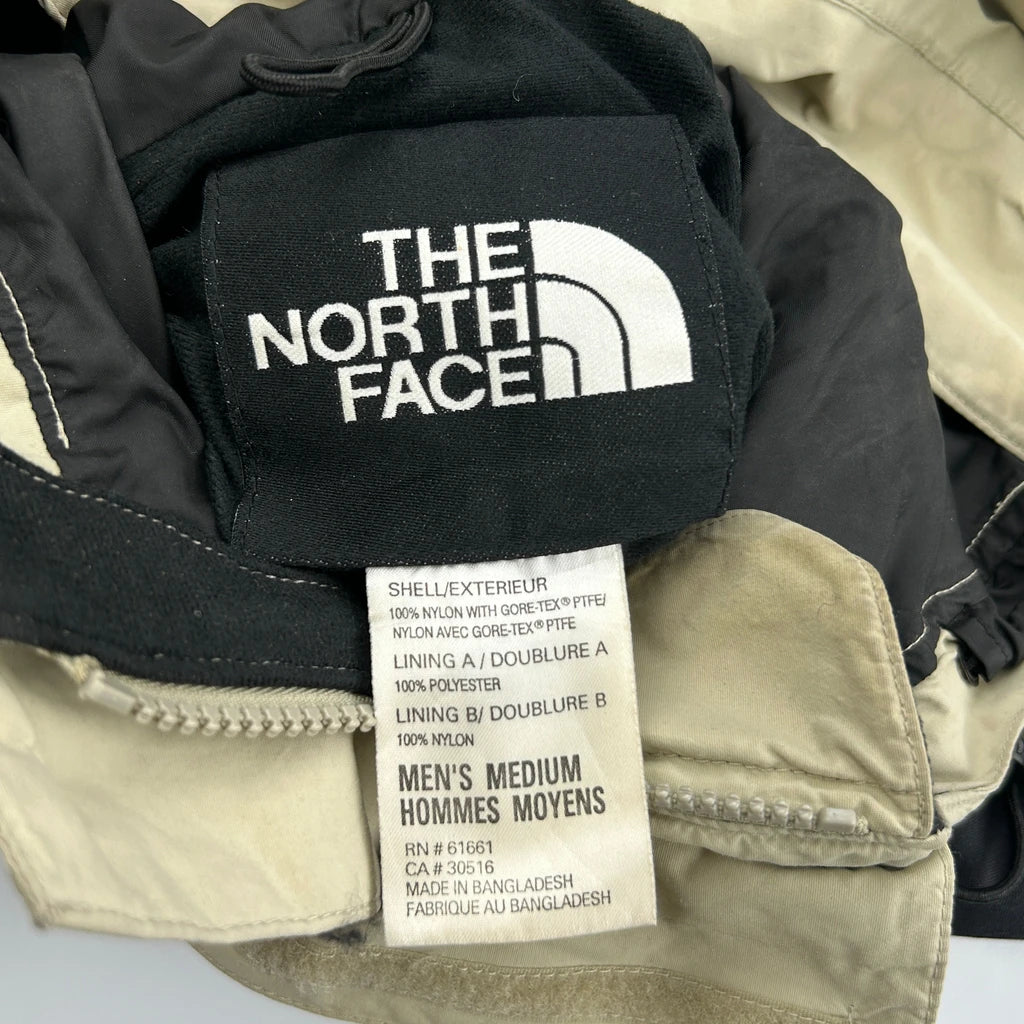 THE
NORTH
FACE
SHELL/EXTERIEUR
100% NYLON WITH GORE-TEX® PTFE/
NYLON AVEC GORE-TEX® PTFE
LINING A / DOUBLURE A
100% POLYESTER
LINING B/ DOUBLURE B
100% NYLON
MEN'S MEDIUM
HOMMES MOYENS
RN # 61661
CA # 30516
MADE IN BANGLADESH
FABRIQUE AU BANGLADESH